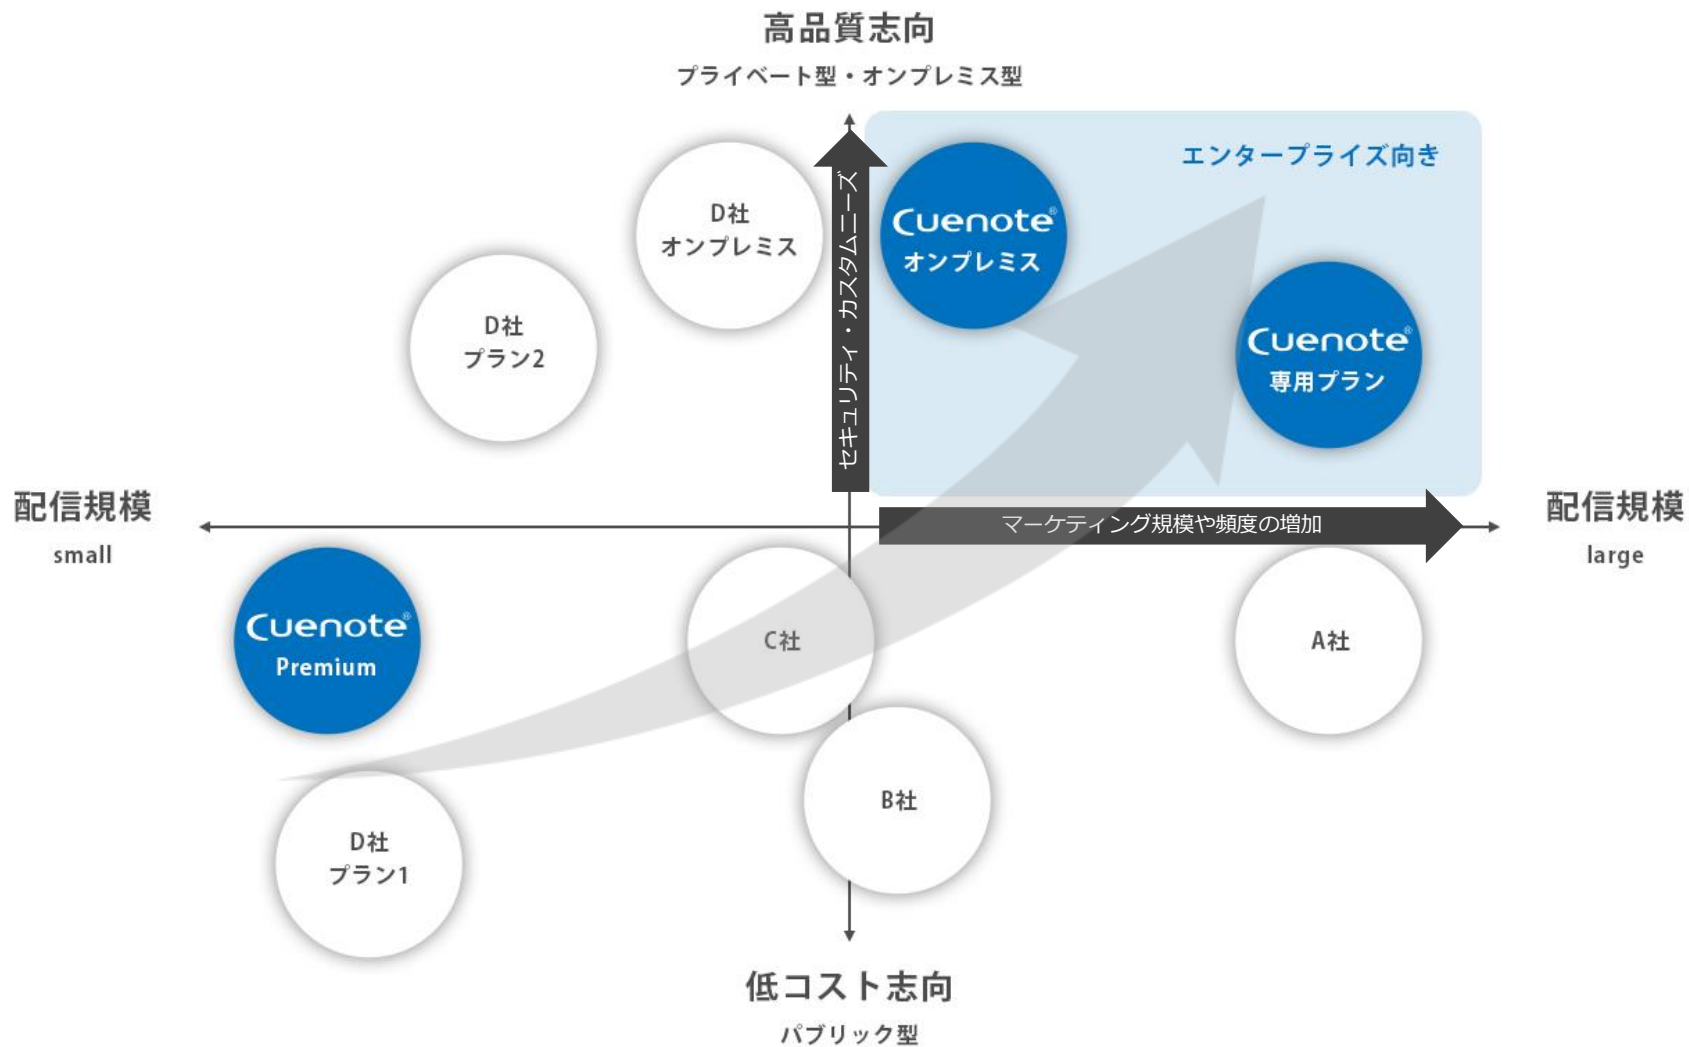 高品質志向
プライベート型・オンプレミス型
エンタープライズ向き
D社
オンプレミス
セキュリティ・カスタムニーズ
Cuenote®
オンプレミス
D社
プラン2
Cuenote®
専用プラン
配信規模
small
マーケティング規模や頻度の増加
配信規模
large
Cuenote®
Premium
C社
A社
B社
D社
プラン1
低コスト志向
パブリック型